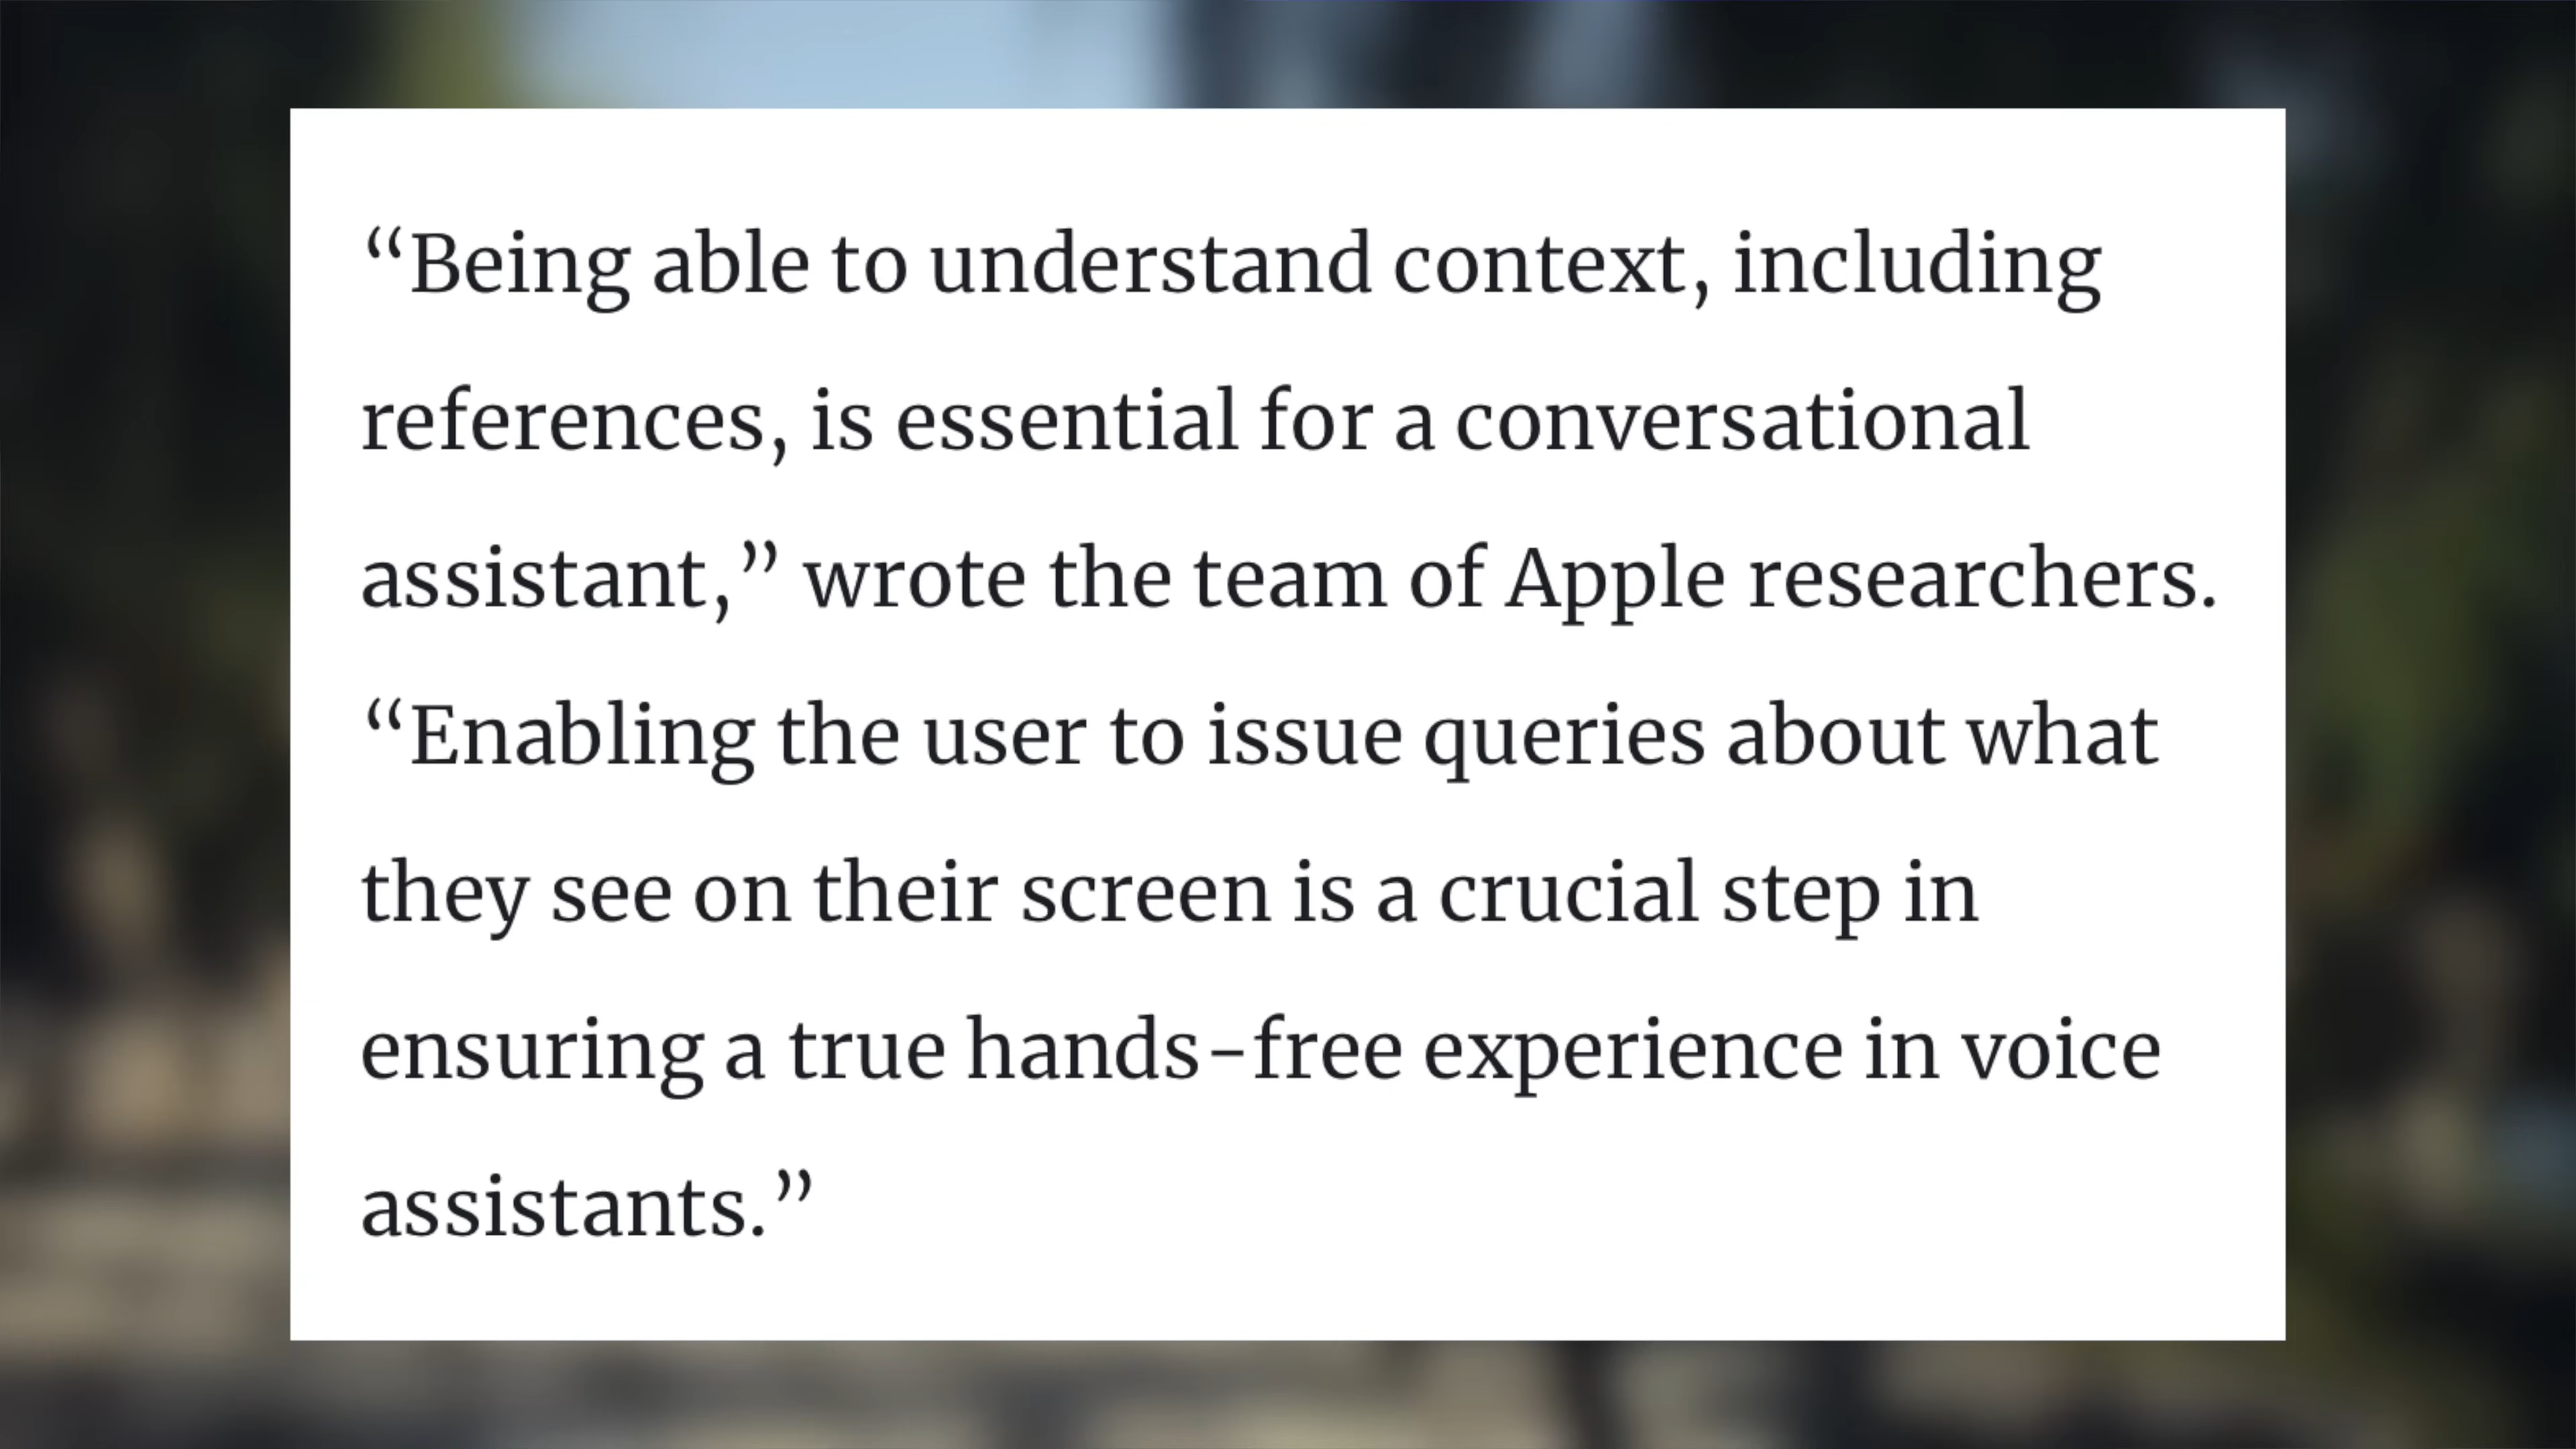 “Being able to understand context, including
references, is essential for a conversational
assistant,” wrote the team of Apple researchers.
“Enabling the user to issue queries about what
they see on their screen is a crucial step in
ensuring a true hands-free experience in voice
assistants.”